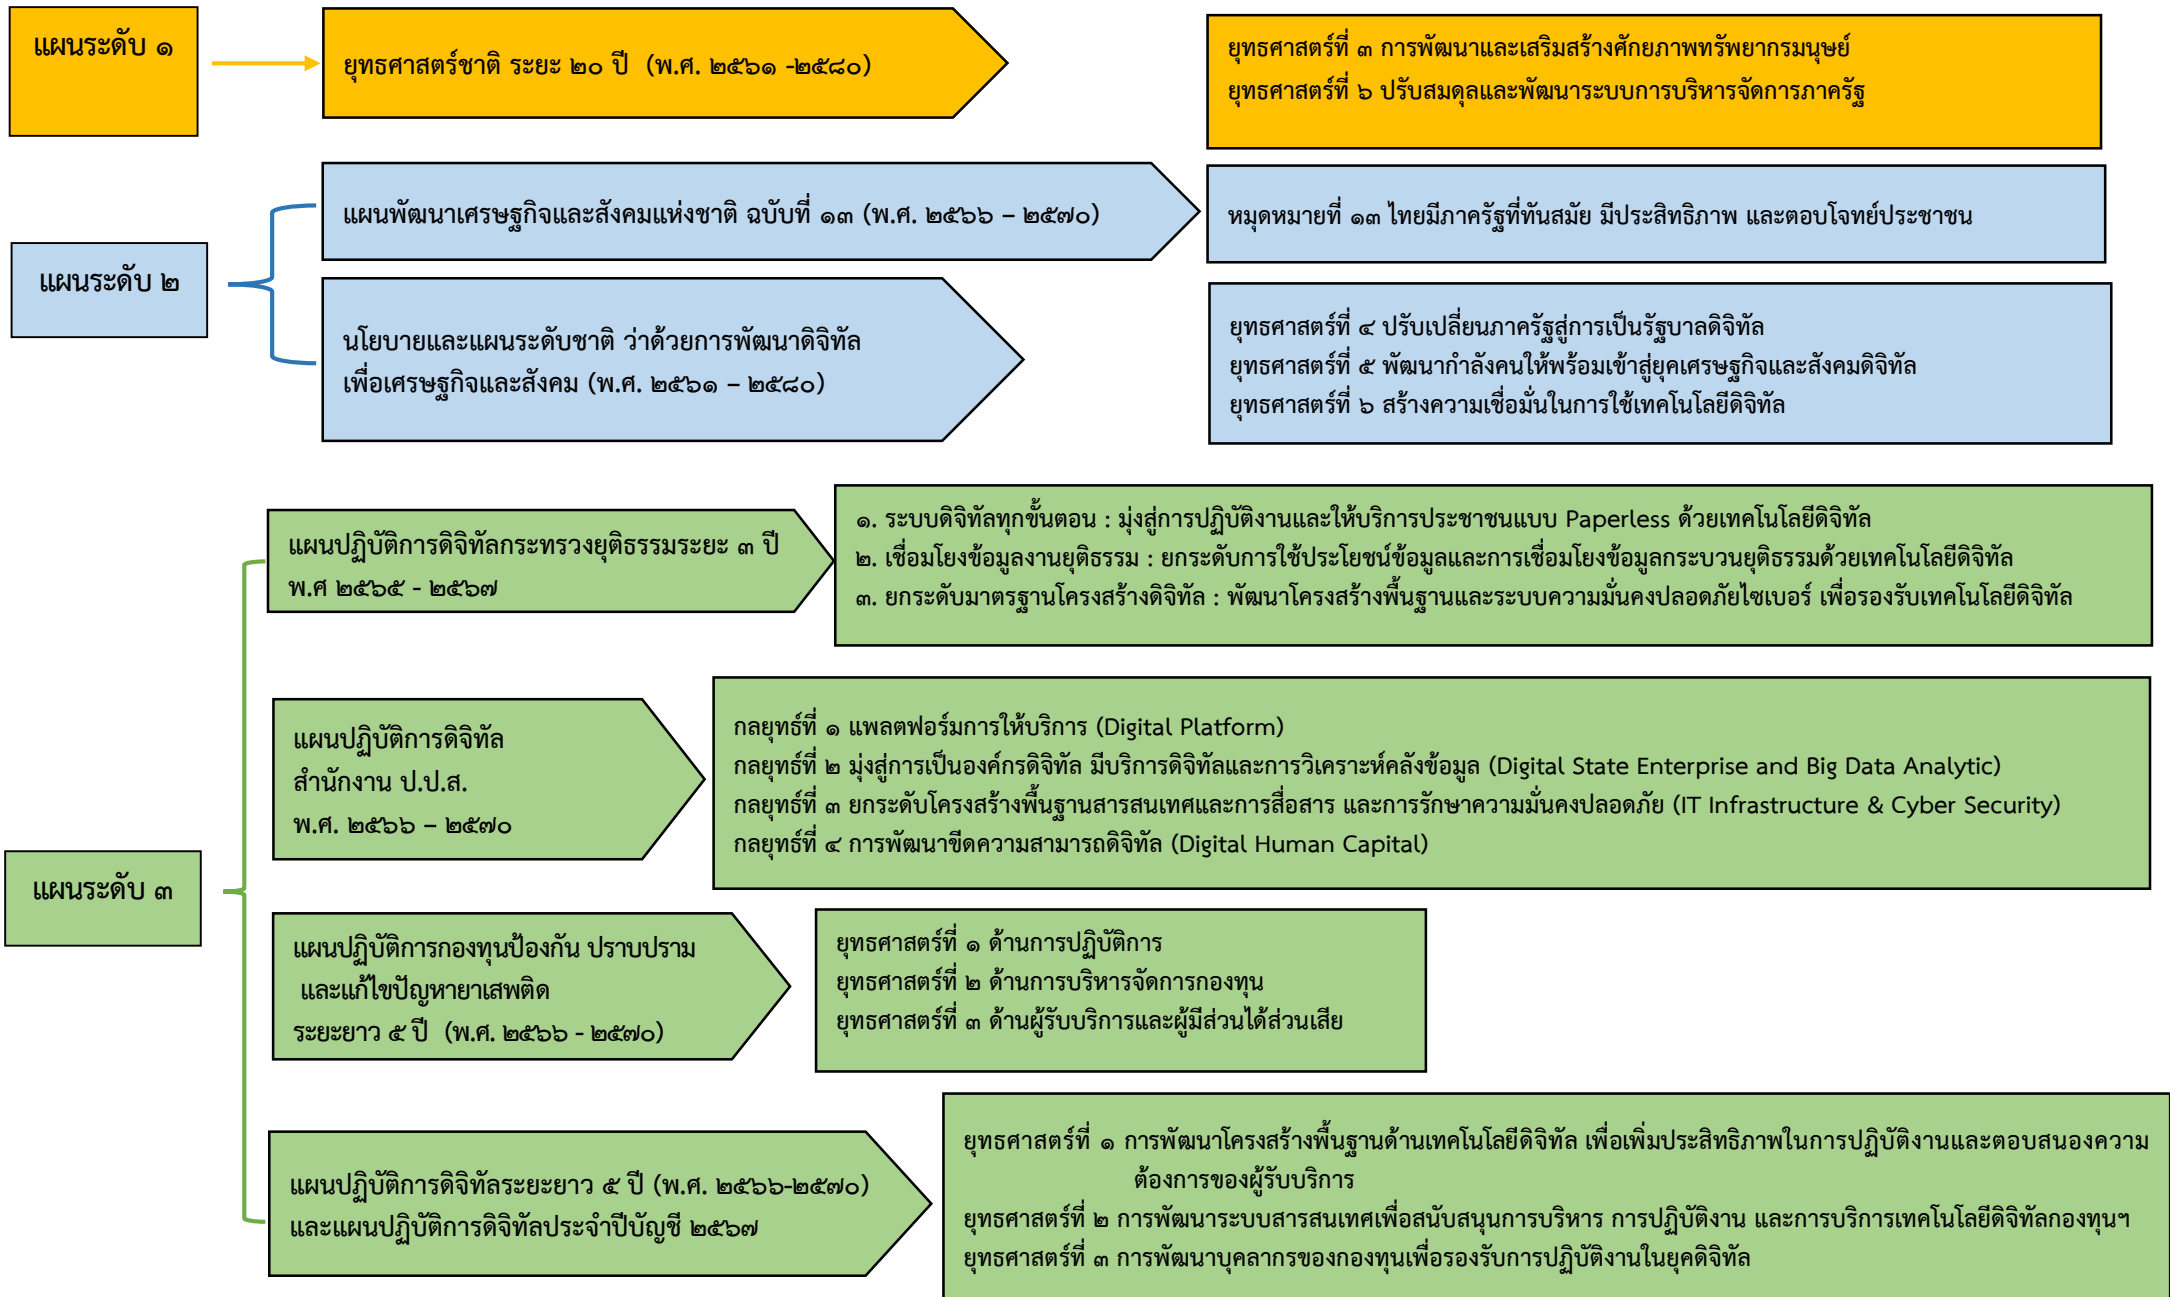 แผนระดับ ๑
ยุทธศาสตร์ชาติ ระยะ ๒๐ ปี (พ.ศ. ๒๕๖๑ -๒๕๘๐)
ยุทธศาสตร์ที่ ๓ การพัฒนาและเสริมสร้างศักยภาพทรัพยากรมนุษย์
ยุทธศาสตร์ที่ ๖ ปรับสมดุลและพัฒนาระบบการบริหารจัดการภาครัฐ
แผนระดับ ๒
แผนพัฒนาเศรษฐกิจและสังคมแห่งชาติ ฉบับที่ ๑๓ (พ.ศ. ๒๕๖๖ – ๒๕๗๐)
หมุดหมายที่ ๑๓ ไทยมีภาครัฐที่ทันสมัย มีประสิทธิภาพ และตอบโจทย์ประชาชน
นโยบายและแผนระดับชาติ ว่าด้วยการพัฒนาดิจิทัล
เพื่อเศรษฐกิจและสังคม (พ.ศ. ๒๕๖๑ – ๒๕๘๐)
ยุทธศาสตร์ที่ ๔ ปรับเปลี่ยนภาครัฐสู่การเป็นรัฐบาลดิจิทัล
ยุทธศาสตร์ที่ ๕ พัฒนากำลังคนให้พร้อมเข้าสู่ยุคเศรษฐกิจและสังคมดิจิทัล
ยุทธศาสตร์ที่ ๖ สร้างความเชื่อมั่นในการใช้เทคโนโลยีดิจิทัล
แผนระดับ ๓
แผนปฏิบัติการดิจิทัลกระทรวงยุติธรรมระยะ ๓ ปี
พ.ศ ๒๕๖๕ - ๒๕๖๗
๑. ระบบดิจิทัลทุกขั้นตอน : มุ่งสู่การปฏิบัติงานและให้บริการประชาชนแบบ Paperless ด้วยเทคโนโลยีดิจิทัล
๒. เชื่อมโยงข้อมูลงานยุติธรรม : ยกระดับการใช้ประโยชน์ข้อมูลและการเชื่อมโยงข้อมูลกระบวนยุติธรรมด้วยเทคโนโลยีดิจิทัล
๓. ยกระดับมาตรฐานโครงสร้างดิจิทัล : พัฒนาโครงสร้างพื้นฐานและระบบความมั่นคงปลอดภัยไซเบอร์ เพื่อรองรับเทคโนโลยีดิจิทัล
แผนปฏิบัติการดิจิทัล
สำนักงาน ป.ป.ส.
พ.ศ. ๒๕๖๖ – ๒๕๗๐
กลยุทธ์ที่ ๑ แพลตฟอร์มการให้บริการ (Digital Platform)
กลยุทธ์ที่ ๒ มุ่งสู่การเป็นองค์กรดิจิทัล มีบริการดิจิทัลและการวิเคราะห์คลังข้อมูล (Digital State Enterprise and Big Data Analytic)
กลยุทธ์ที่ ๓ ยกระดับโครงสร้างพื้นฐานสารสนเทศและการสื่อสาร และการรักษาความมั่นคงปลอดภัย (IT Infrastructure & Cyber Security)
กลยุทธ์ที่ ๔ การพัฒนาขีดความสามารถดิจิทัล (Digital Human Capital)
แผนปฏิบัติการกองทุนป้องกัน ปราบปราม
และแก้ไขปัญหายาเสพติด
ระยะยาว ๕ ปี (พ.ศ. ๒๕๖๖ - ๒๕๗๐)
ยุทธศาสตร์ที่ ๑ ด้านการปฏิบัติการ
ยุทธศาสตร์ที่ ๒ ด้านการบริหารจัดการกองทุน
ยุทธศาสตร์ที่ ๓ ด้านผู้รับบริการและผู้มีส่วนได้ส่วนเสีย
แผนปฏิบัติการดิจิทัลระยะยาว ๕ ปี (พ.ศ. ๒๕๖๖-๒๕๗๐)
และแผนปฏิบัติการดิจิทัลประจำปีบัญชี ๒๕๖๗
ยุทธศาสตร์ที่ ๑ การพัฒนาโครงสร้างพื้นฐานด้านเทคโนโลยีดิจิทัล เพื่อเพิ่มประสิทธิภาพในการปฏิบัติงานและตอบสนองความ
ต้องการของผู้รับบริการ
ยุทธศาสตร์ที่ ๒ การพัฒนาระบบสารสนเทศเพื่อสนับสนุนการบริหาร การปฏิบัติงาน และการบริการเทคโนโลยีดิจิทัลกองทุนฯ
ยุทธศาสตร์ที่ ๓ การพัฒนาบุคลากรของกองทุนเพื่อรองรับการปฏิบัติงานในยุคดิจิทัล